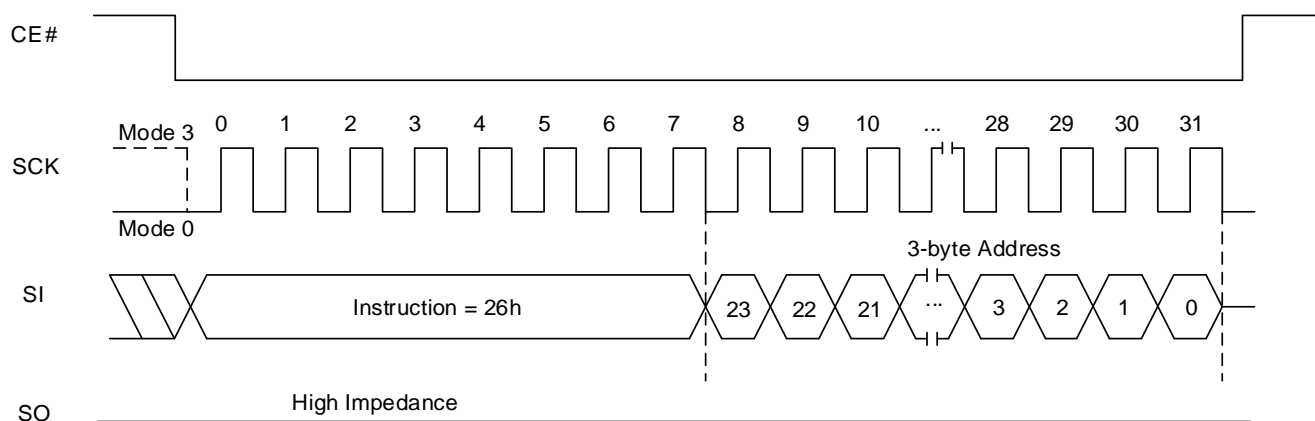 CE#
Mode 3
0 1 2 3 4 5 6 7 8 9 10 ... 28 29 30 31
SCK
Mode 0
3-byte Address
SI
Instruction = 26h
23 22 21 ... 3 2 1 0
High Impedance
SO